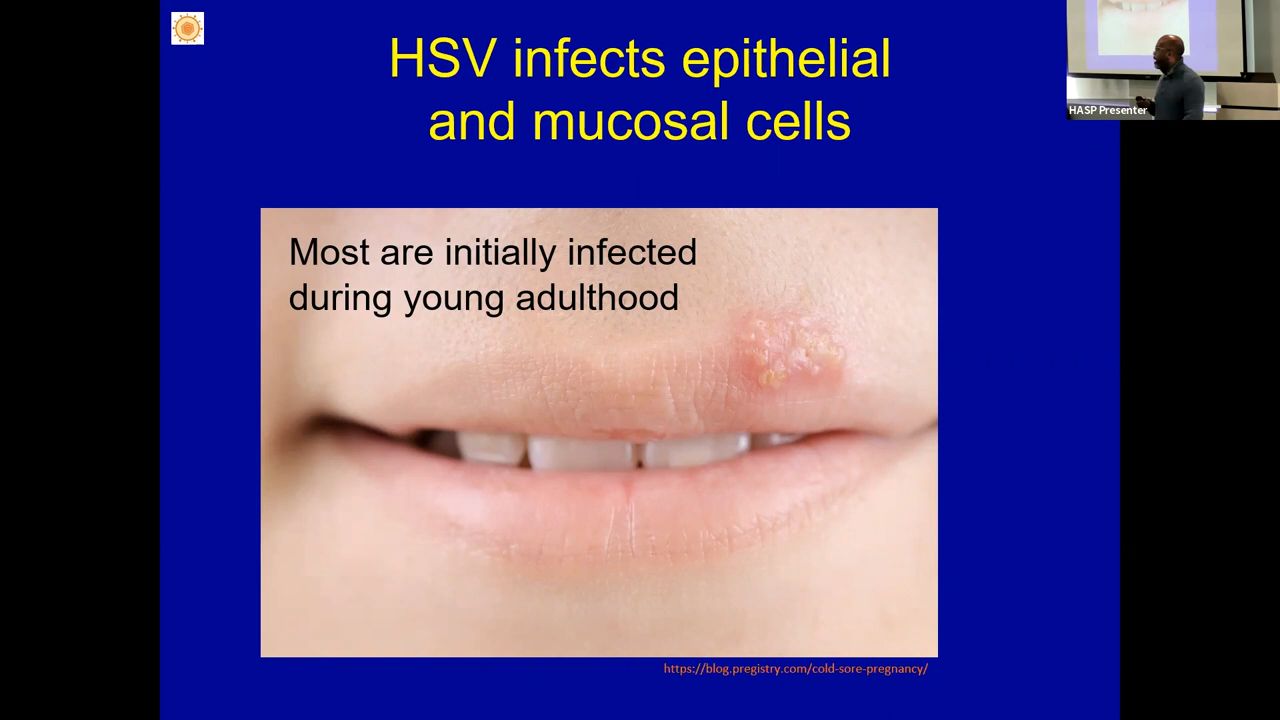 HSV infects epithelial
and mucosal cells
HASP Presenter
Most are initially infected
during young adulthood
https://blog.pregistry.com/cold-sore-pregnancy/